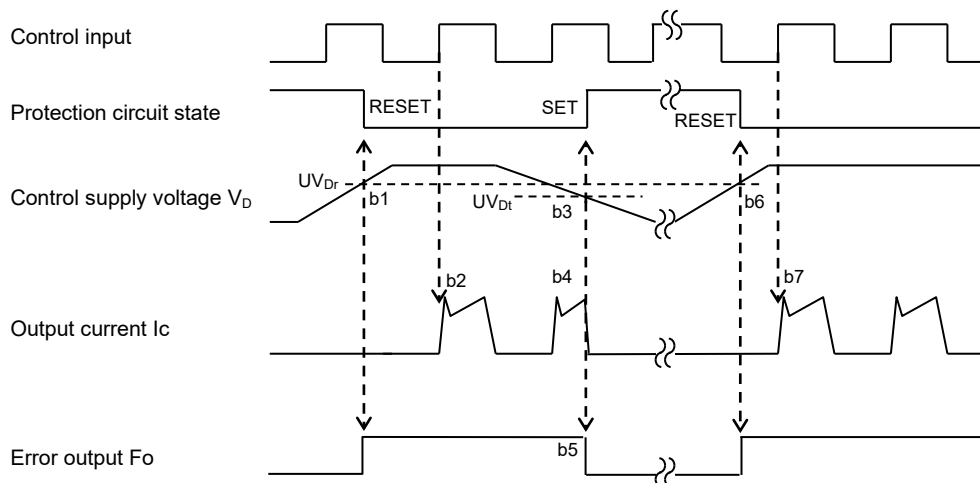 Control input
Protection circuit state
RESET
SET
RESET
Control supply voltage VD
UVDr
b1
UVDt
b3
b6
b2
b4
b7
Output current Ic
b5
Error output Fo